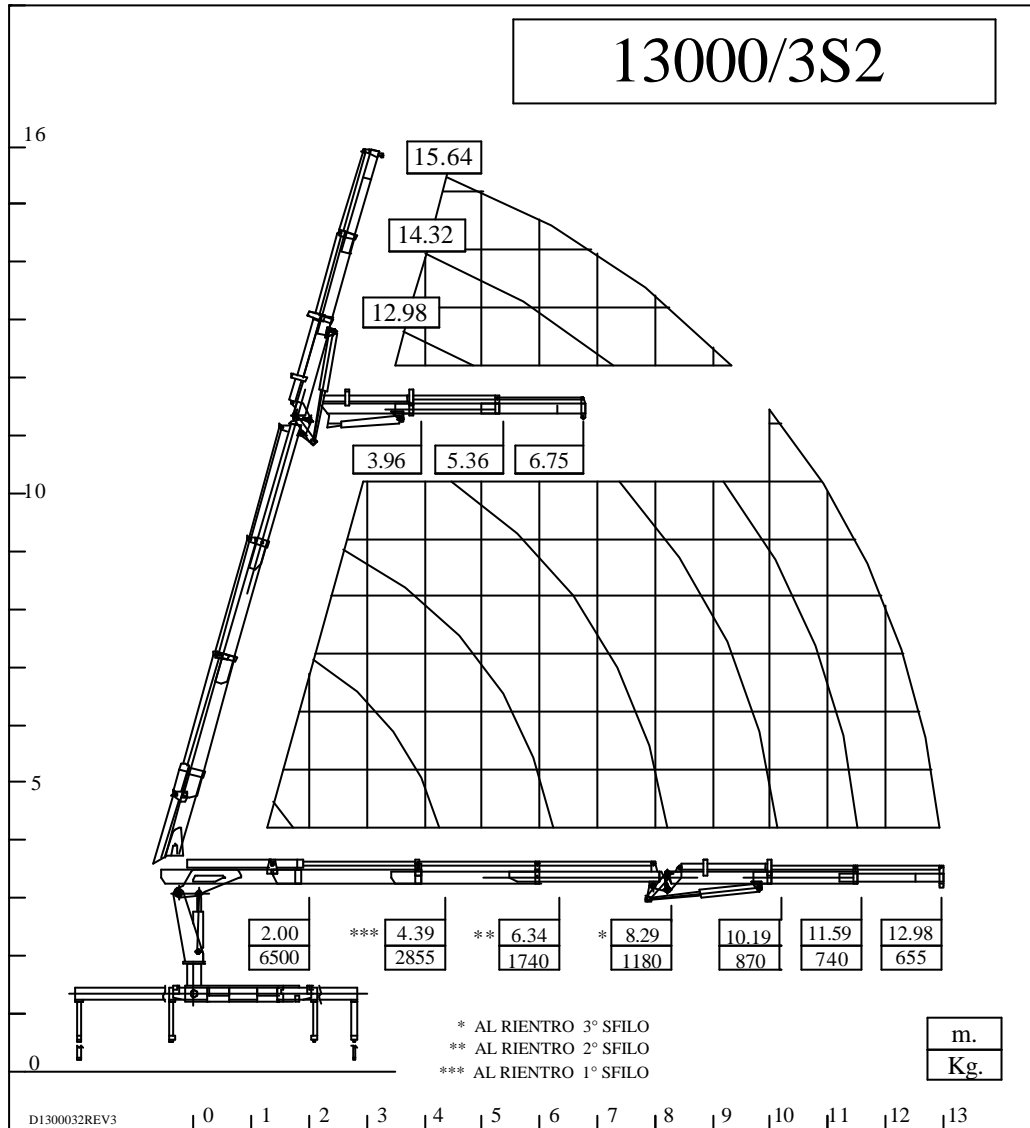 13000/3S2
16
15.64
14.32
12.98
3.96 5.36 6.75
10
5
2.00 *** 4.39 ** 6.34 * 8.29 10.19 11.59 12.98
6500 2855 1740 1180 870 740 655
* AL RIENTRO 3° SFILO
** AL RIENTRO 2° SFILO
*** AL RIENTRO 1° SFILO
m.
Kg.
0
D1300032REV3
0 1 2 3 4 5 6 7 8 9 10 11 12 13